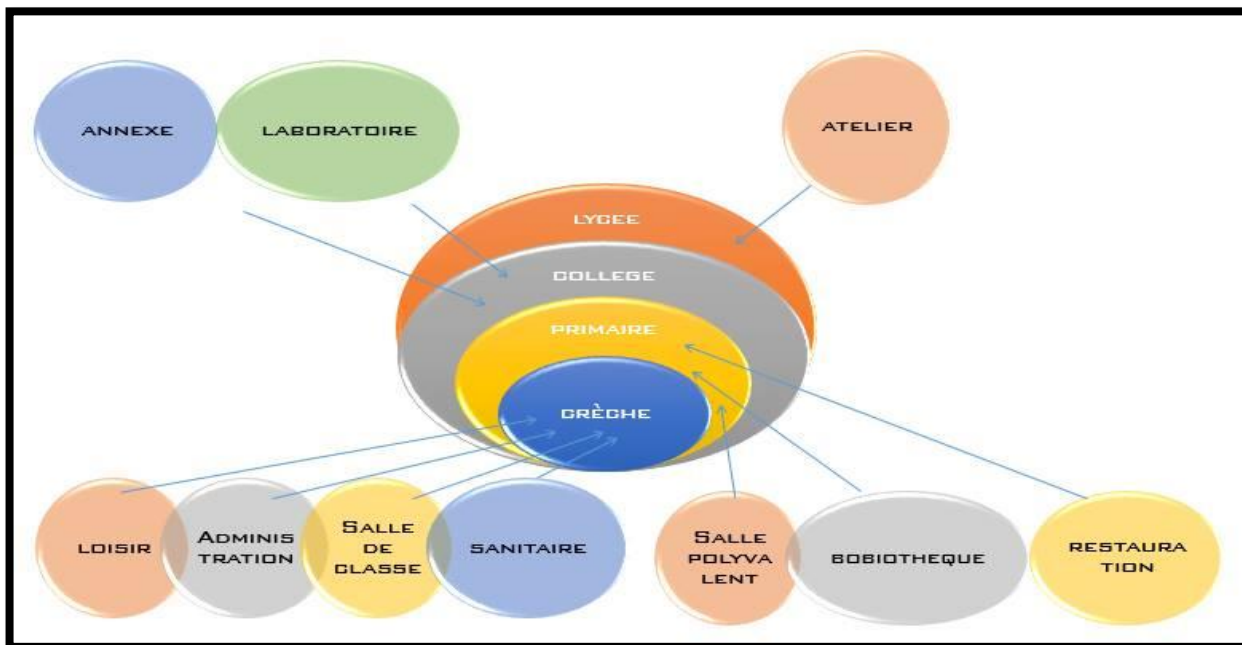 ANNEXE
LABORATOIRE
ATELIER
LYCEE
COLLEGE
PRIMAIRE
CRÈCHE
LOISIR
ADMINIS
TRATION
SALLE
DE
CLASSE
SANITAIRE
SALLE
POLYVA
LENT
BOBIOTHEQUE
RESTAURA
TION